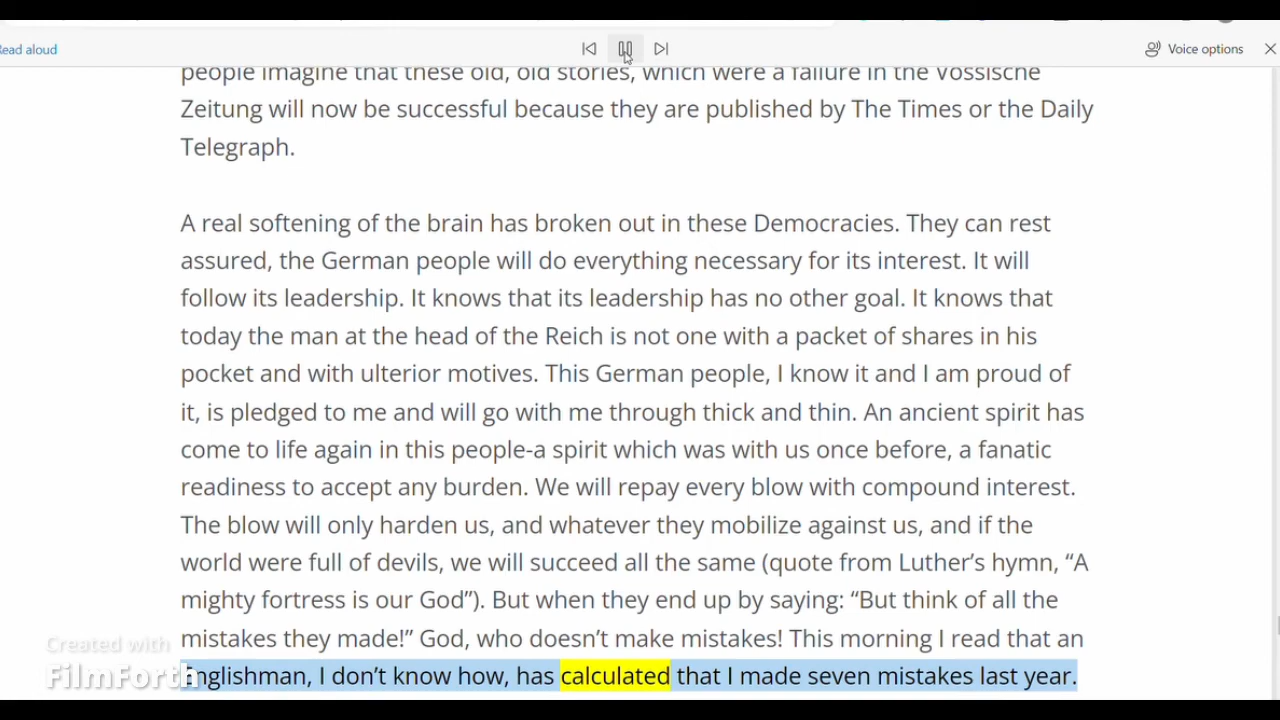 Read aloud
Voice options
people imagine that these old, old stories, which were a failure in the Vossische
Zeitung will now be successful because they are published by The Times or the Daily
Telegraph.
A real softening of the brain has broken out in these Democracies. They can rest
assured, the German people will do everything necessary for its interest. It will
follow its leadership. It knows that its leadership has no other goal. It knows that
today the man at the head of the Reich is not one with a packet of shares in his
pocket and with ulterior motives. This German people, I know it and I am proud of
it, is pledged to me and will go with me through thick and thin. An ancient spirit has
come to life again in this people-a spirit which was with us once before, a fanatic
readiness to accept any burden. We will repay every blow with compound interest.
The blow will only harden us, and whatever they mobilize against us, and if the
world were full of devils, we will succeed all the same (quote from Luther’s hymn, “A
mighty fortress is our God”). But when they end up by saying: “But think of all the
mistakes they made!” God, who doesn’t make mistakes! This morning I read that an
Englishman, I don’t know how, has calculated that I made seven mistakes last year.
Created with
FilmForth